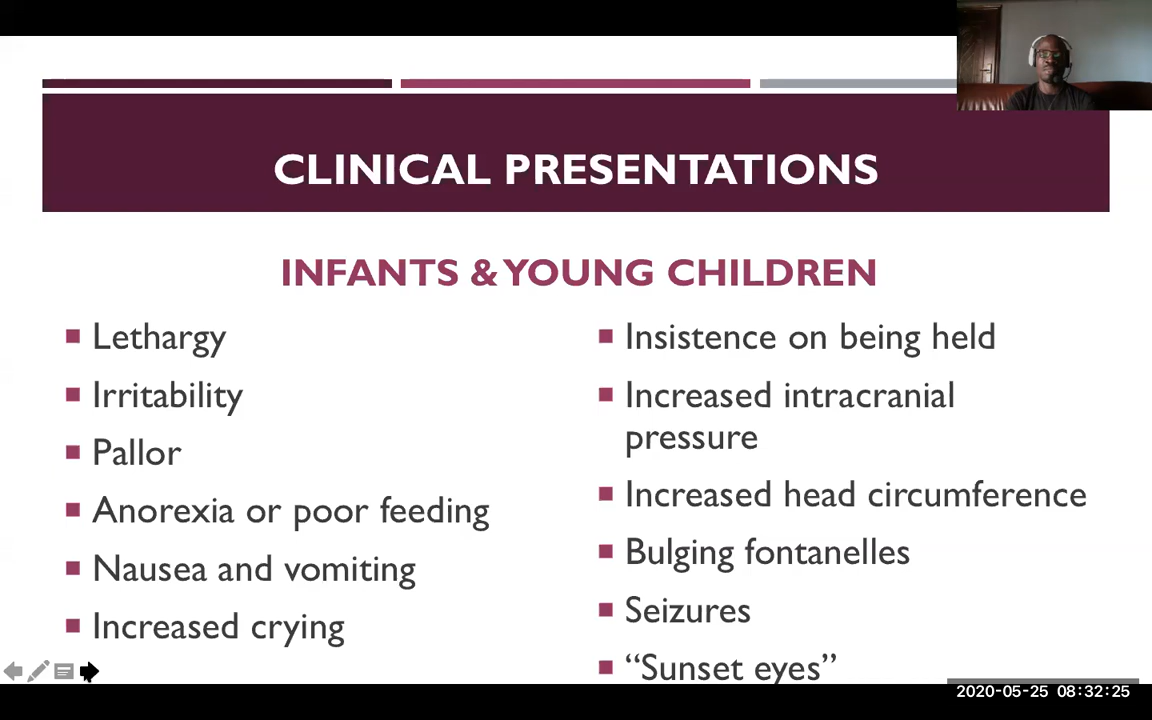 CLINICAL PRESENTATIONS
INFANTS & YOUNG CHILDREN
Lethargy
Irritability
Pallor
Anorexia or poor feeding
Nausea and vomiting
Increased crying
Insistence on being held
Increased intracranial
pressure
Increased head circumference
Bulging fontanelles
Seizures
“Sunset eyes”
2020-05-25 08:32:25